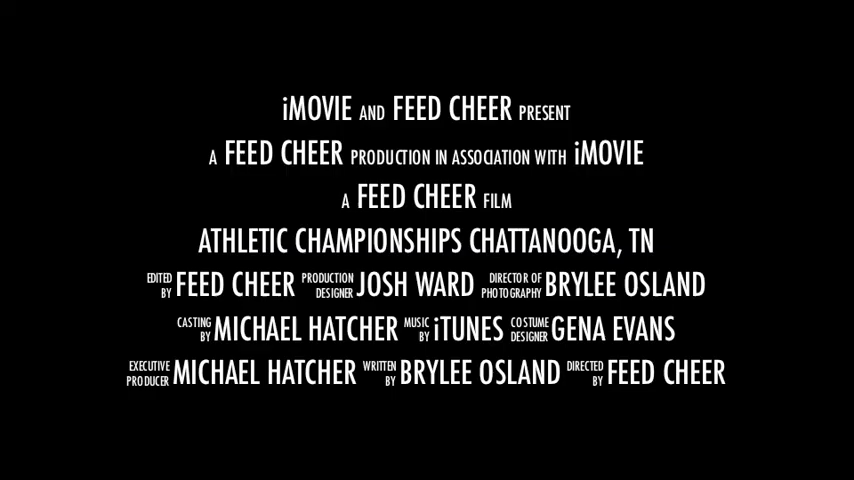 iMOVIE AND FEED CHEER PRESENT
A FEED CHEER PRODUCTION IN ASSOCIATION WITH iMOVIE
A FEED CHEER FILM
ATHLETIC CHAMPIONSHIPS CHATTANOOGA, TN
EDITED BY FEED CHEER PRODUCTION DESIGNER JOSH WARD DIRECTOR OF PHOTOGRAPHY BRYLEE OSLAND
CASTING BY MICHAEL HATCHER MUSIC BY iTUNES COSTUME DESIGNER GENA EVANS
EXECUTIVE PRODUCER MICHAEL HATCHER WRITTEN BY BRYLEE OSLAND DIRECTED BY FEED CHEER